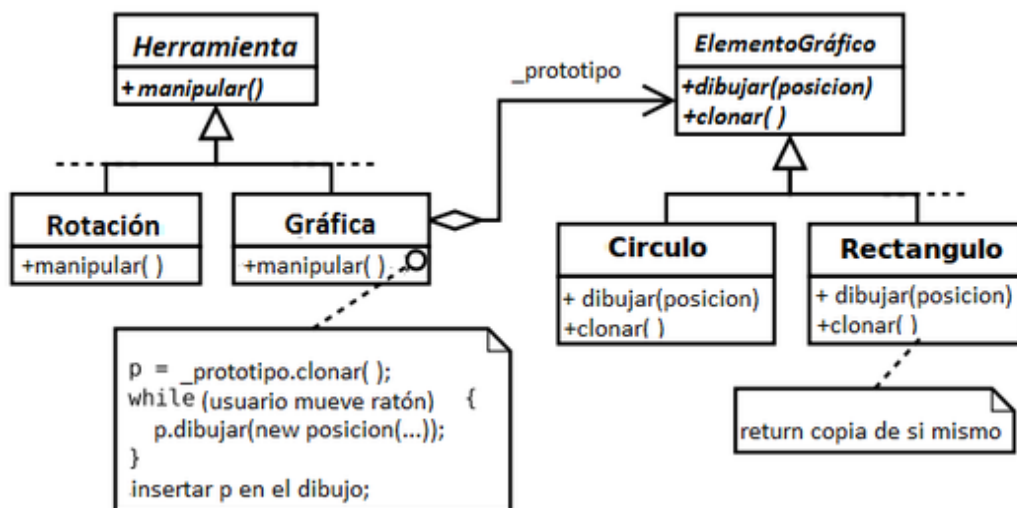 Herramienta
+ manipular()
_prototipo
ElementoGráfico
+dibujar(posicion)
+clonar( )
Rotación
+manipular( )
Gráfica
+manipular( )
Circulo
+ dibujar(posicion)
+clonar( )
Rectangulo
+ dibujar(posicion)
+clonar( )
p = _prototipo.clonar( );
while (usuario mueve ratón) {
p.dibujar(new posicion(...));
}
insertar p en el dibujo;
return copia de si mismo